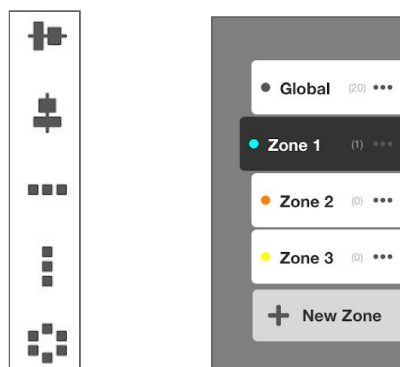 Global (20)
Zone 1 (1)
Zone 2 (0)
Zone 3 (0)
New Zone